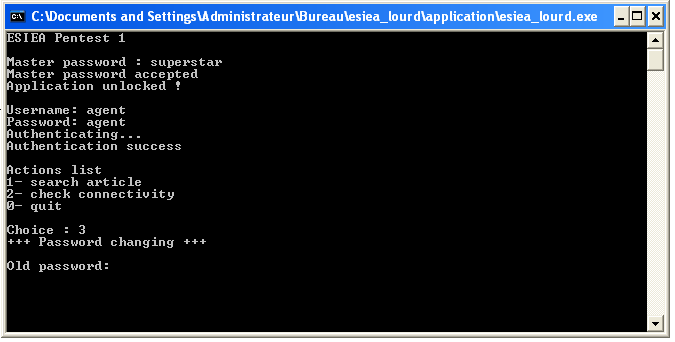 C:\Documents and Settings\Administrateur\Bureau\esiea_lourd\application\esiea_lourd.exe
ESIEA Pentest 1
Master password : superstar
Master password accepted
Application unlocked !
Username: agent
Password: agent
Authenticating...
Authentication success
Actions list
1- search article
2- check connectivity
0- quit
Choice : 3
+++ Password changing +++
Old password: